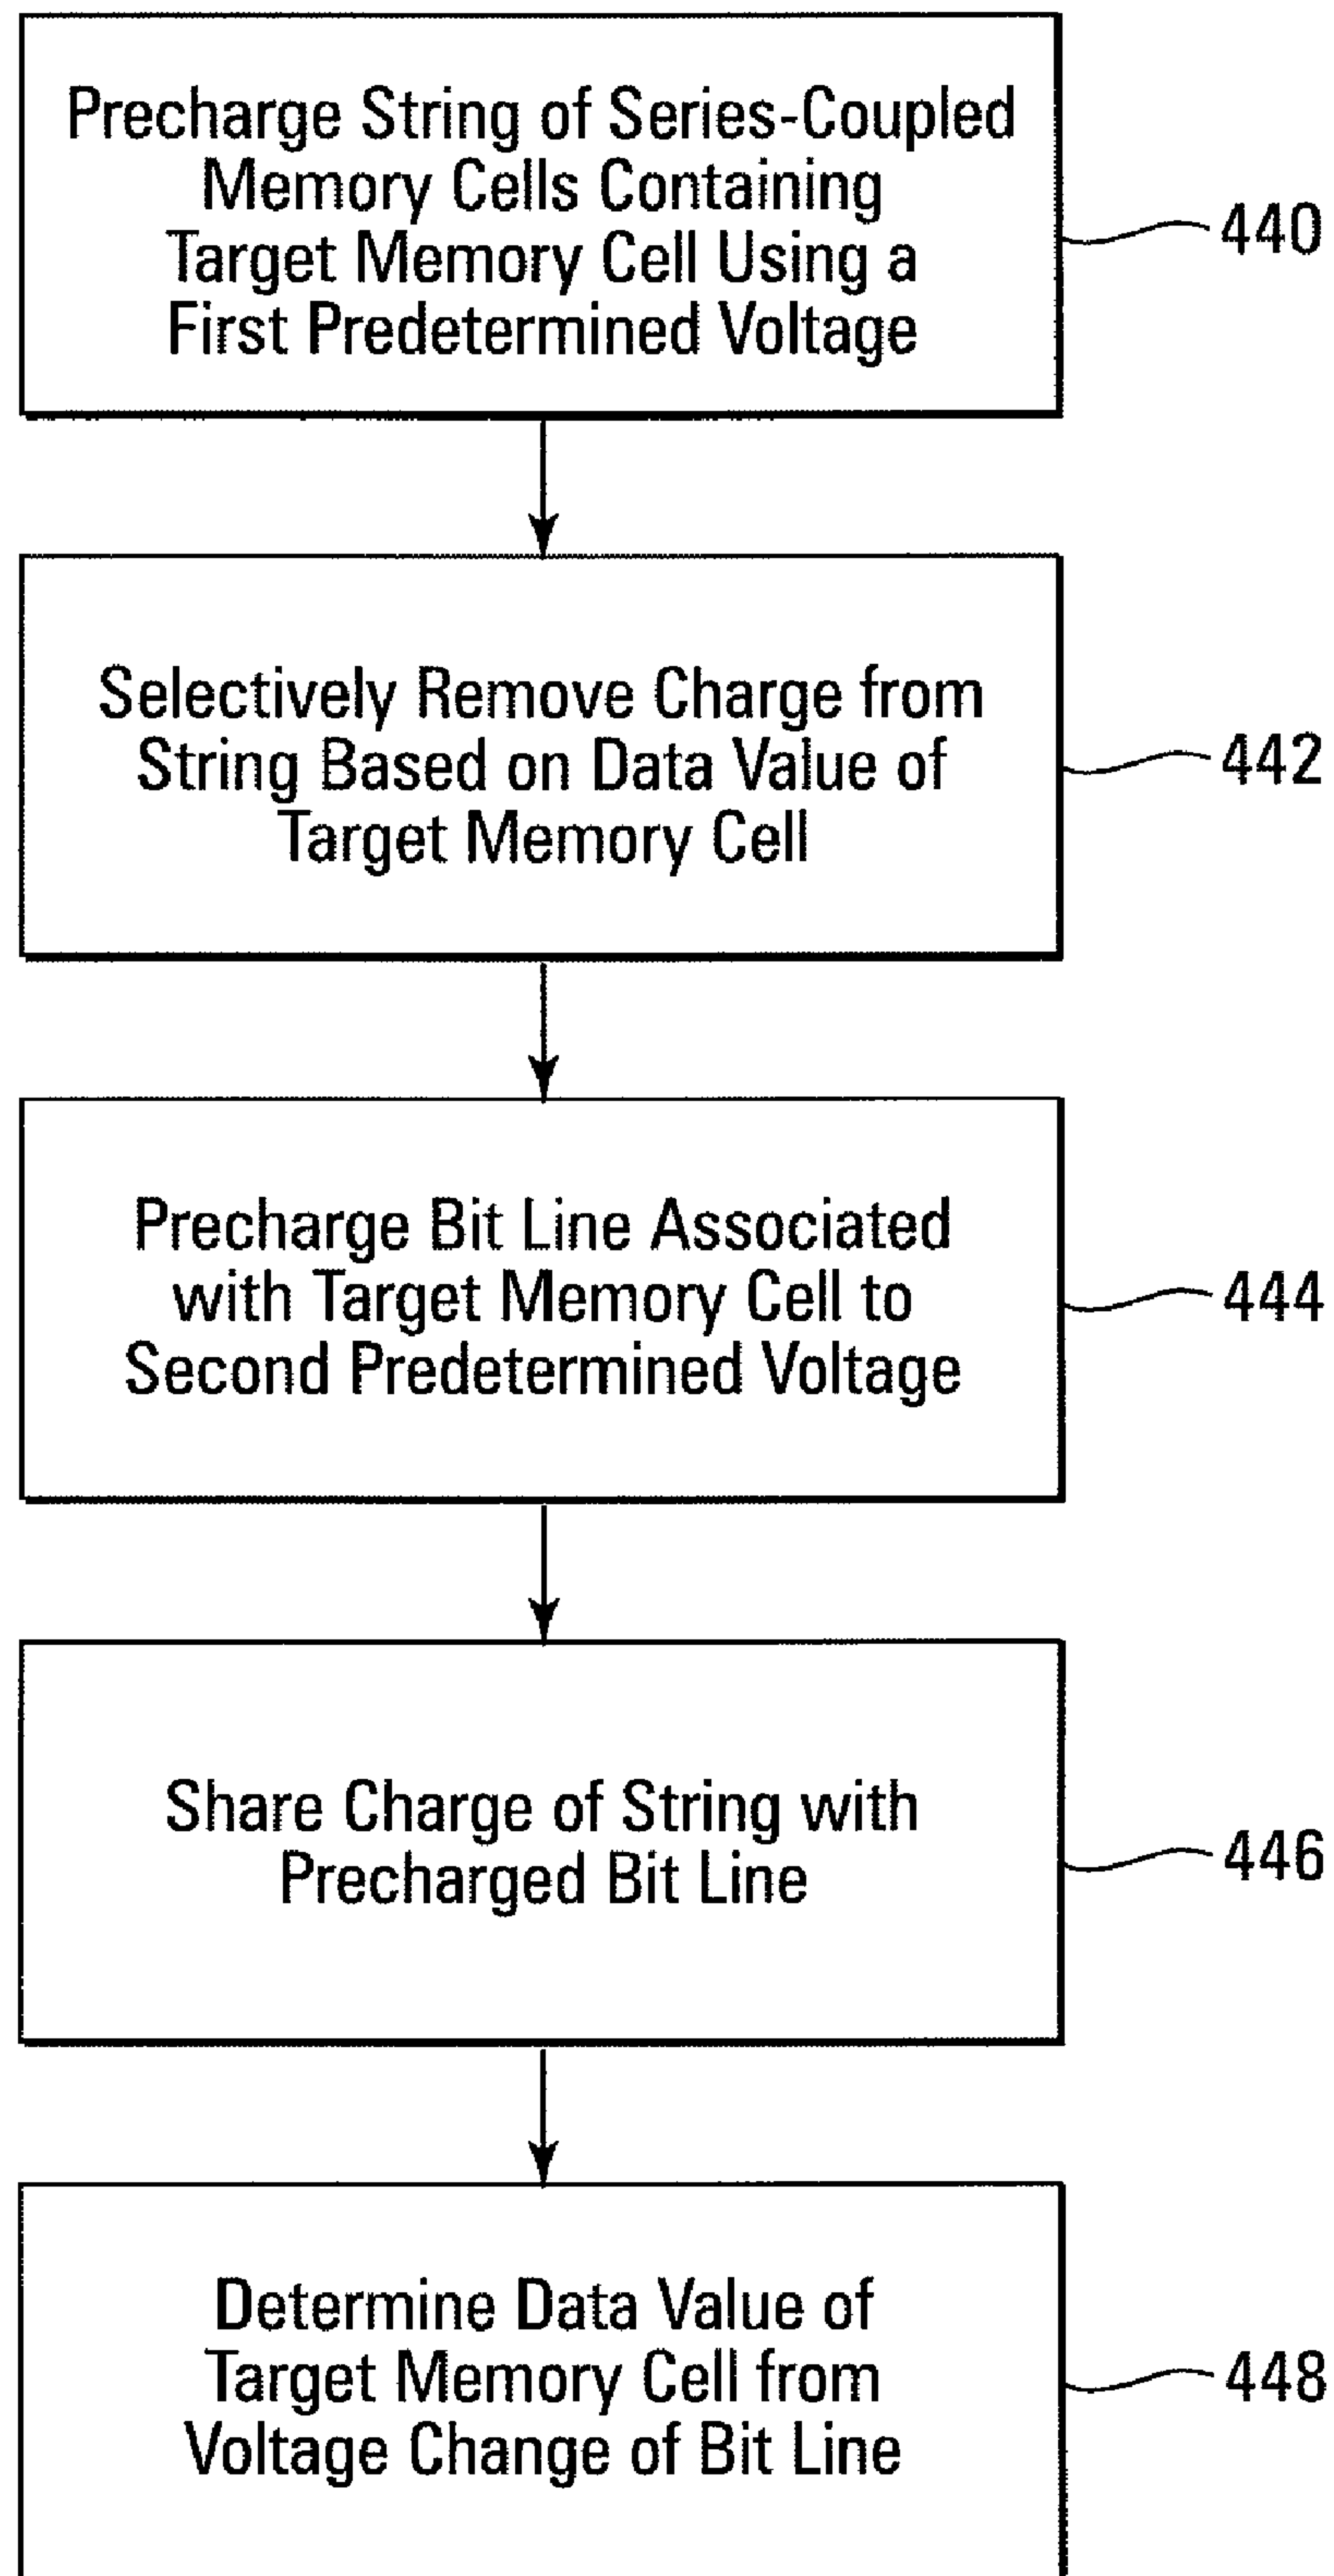 Precharge String of Series-Coupled
Memory Cells Containing
Target Memory Cell Using a
First Predetermined Voltage
440
Selectively Remove Charge from
String Based on Data Value of
Target Memory Cell
442
Precharge Bit Line Associated
with Target Memory Cell to
Second Predetermined Voltage
444
Share Charge of String with
Precharged Bit Line
446
Determine Data Value of
Target Memory Cell from
Voltage Change of Bit Line
448